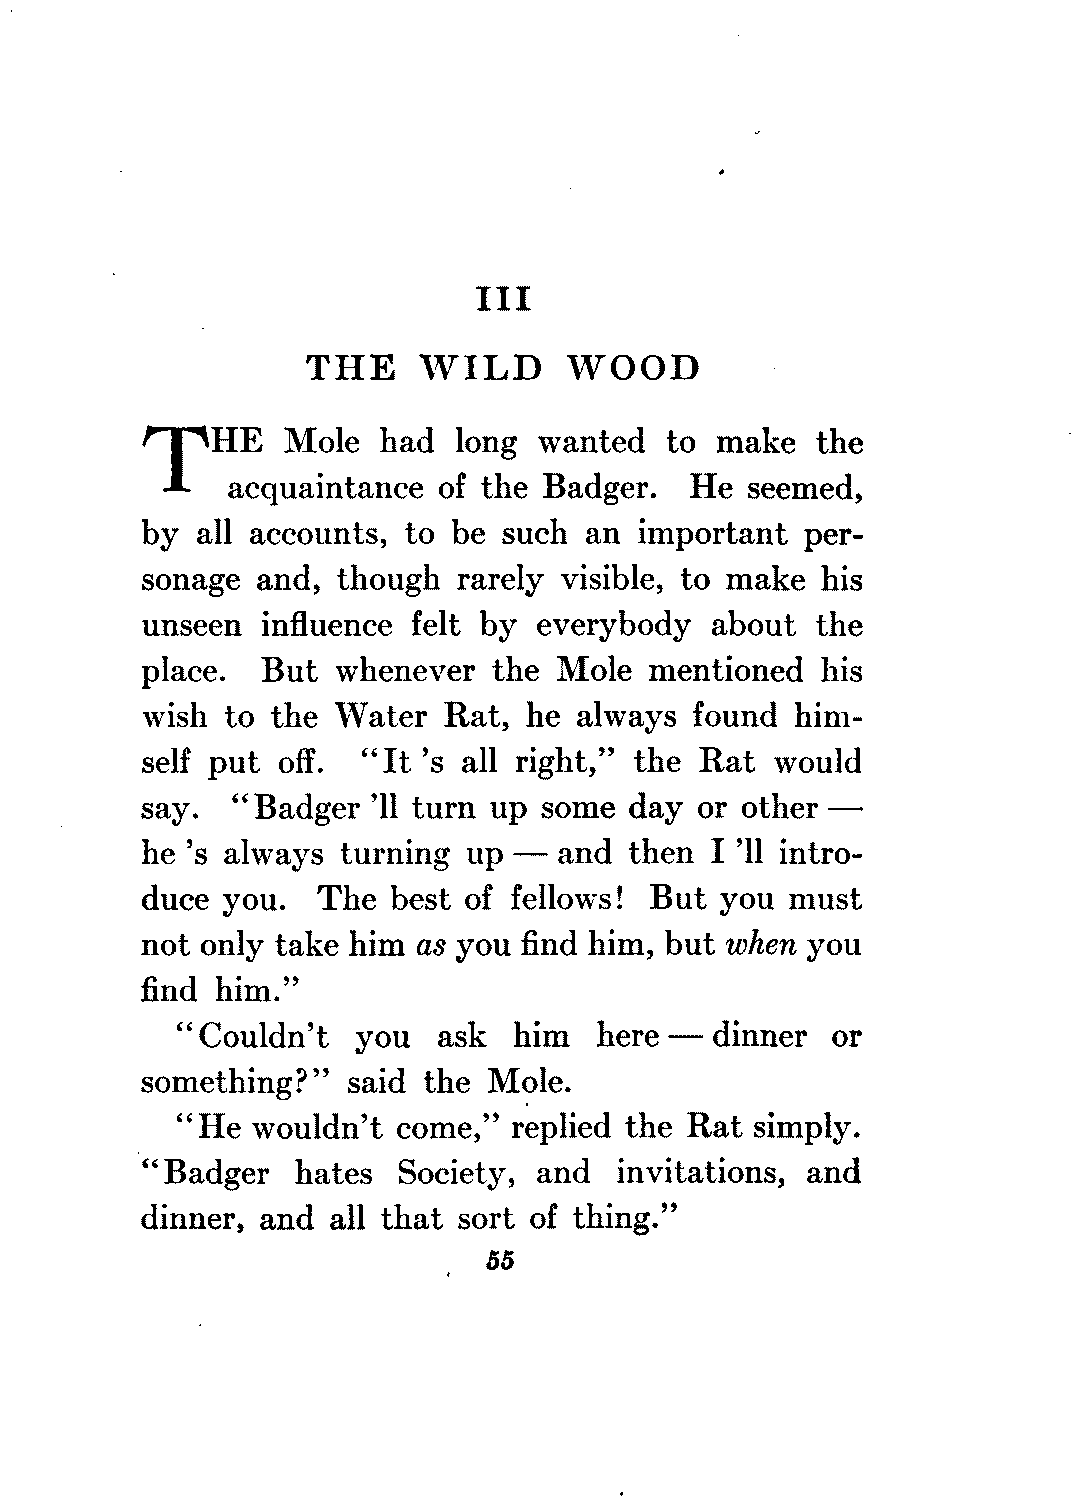 III
THE WILD WOOD
THE Mole had long wanted to make the
acquaintance of the Badger. He seemed,
by all accounts, to be such an important per-
sonage and, though rarely visible, to make his
unseen influence felt by everybody about the
place. But whenever the Mole mentioned his
wish to the Water Rat, he always found him-
self put off. “It 's all right,” the Rat would
say. “Badger 'll turn up some day or other —
he 's always turning up — and then I 'll intro-
duce you. The best of fellows! But you must
not only take him as you find him, but when you
find him.”
“Couldn't you ask him here — dinner or
something?” said the Mole.
“He wouldn't come,” replied the Rat simply.
“Badger hates Society, and invitations, and
dinner, and all that sort of thing.”
55